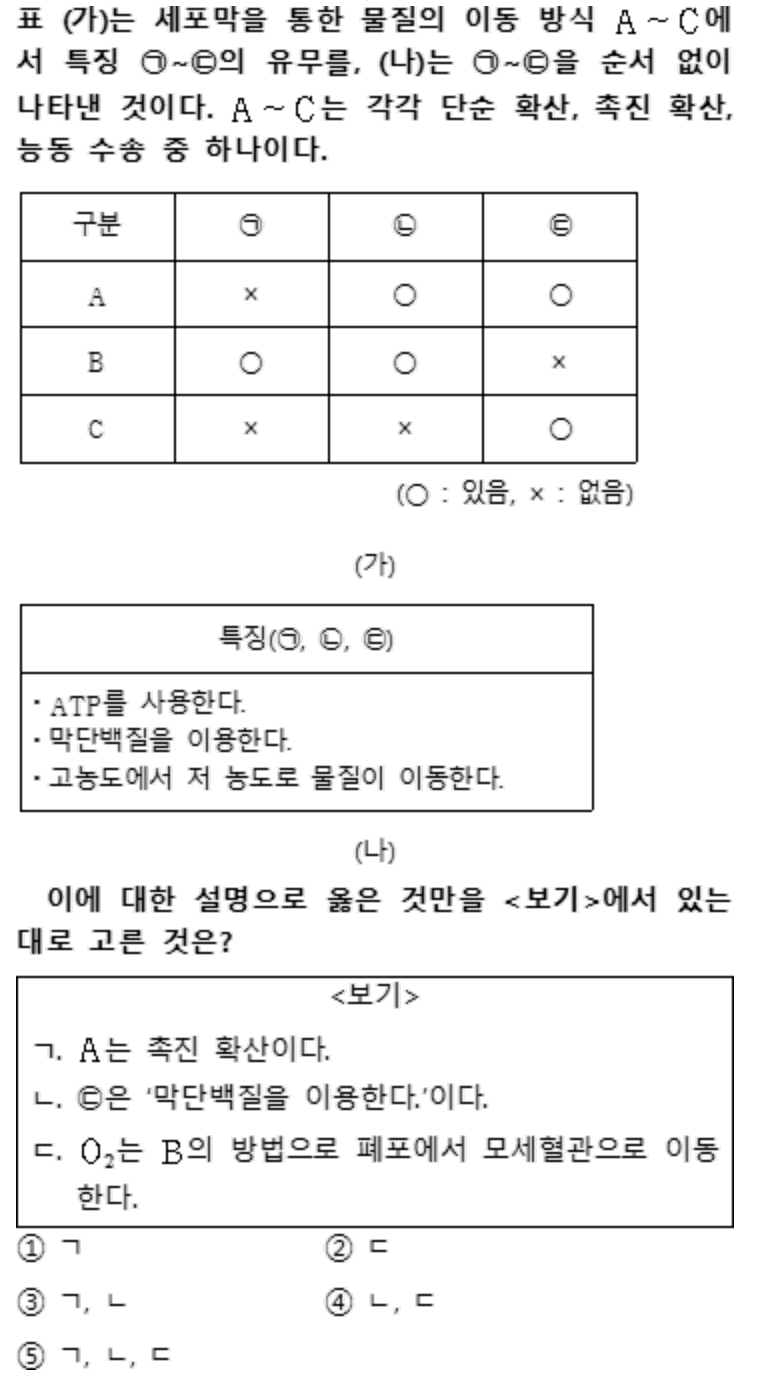 표 (가)는 세포막을 통한 물질의 이동 방식 A ~ C에
서 특징 ㉠~㉢의 유무를, (나)는 ㉠~㉢을 순서 없이
나타낸 것이다. A ~ C는 각각 단순 확산, 촉진 확산,
능동 수송 중 하나이다.
구분 ㉠ ㉡ ㉢
A × ○ ○
B ○ ○ ×
C × × ○
(○ : 있음, × : 없음)
(가)
특징(㉠, ㉡, ㉢)
· ATP를 사용한다.
· 막단백질을 이용한다.
· 고농도에서 저 농도로 물질이 이동한다.
(나)
이에 대한 설명으로 옳은 것만을 <보기>에서 있는
대로 고른 것은?
<보기>
ㄱ. A는 촉진 확산이다.
ㄴ. ㉢은 ‘막단백질을 이용한다.’이다.
ㄷ. O₂는 B의 방법으로 폐포에서 모세혈관으로 이동
한다.
① ㄱ ② ㄷ
③ ㄱ, ㄴ ④ ㄴ, ㄷ
⑤ ㄱ, ㄴ, ㄷ